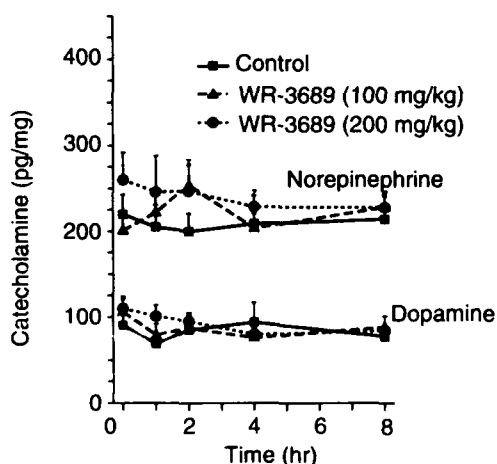 400
300
200
100
0
Catecholamine (pg/mg)
Control
WR-3689 (100 mg/kg)
WR-3689 (200 mg/kg)
Norepinephrine
Dopamine
0 2 4 6 8
Time (hr)